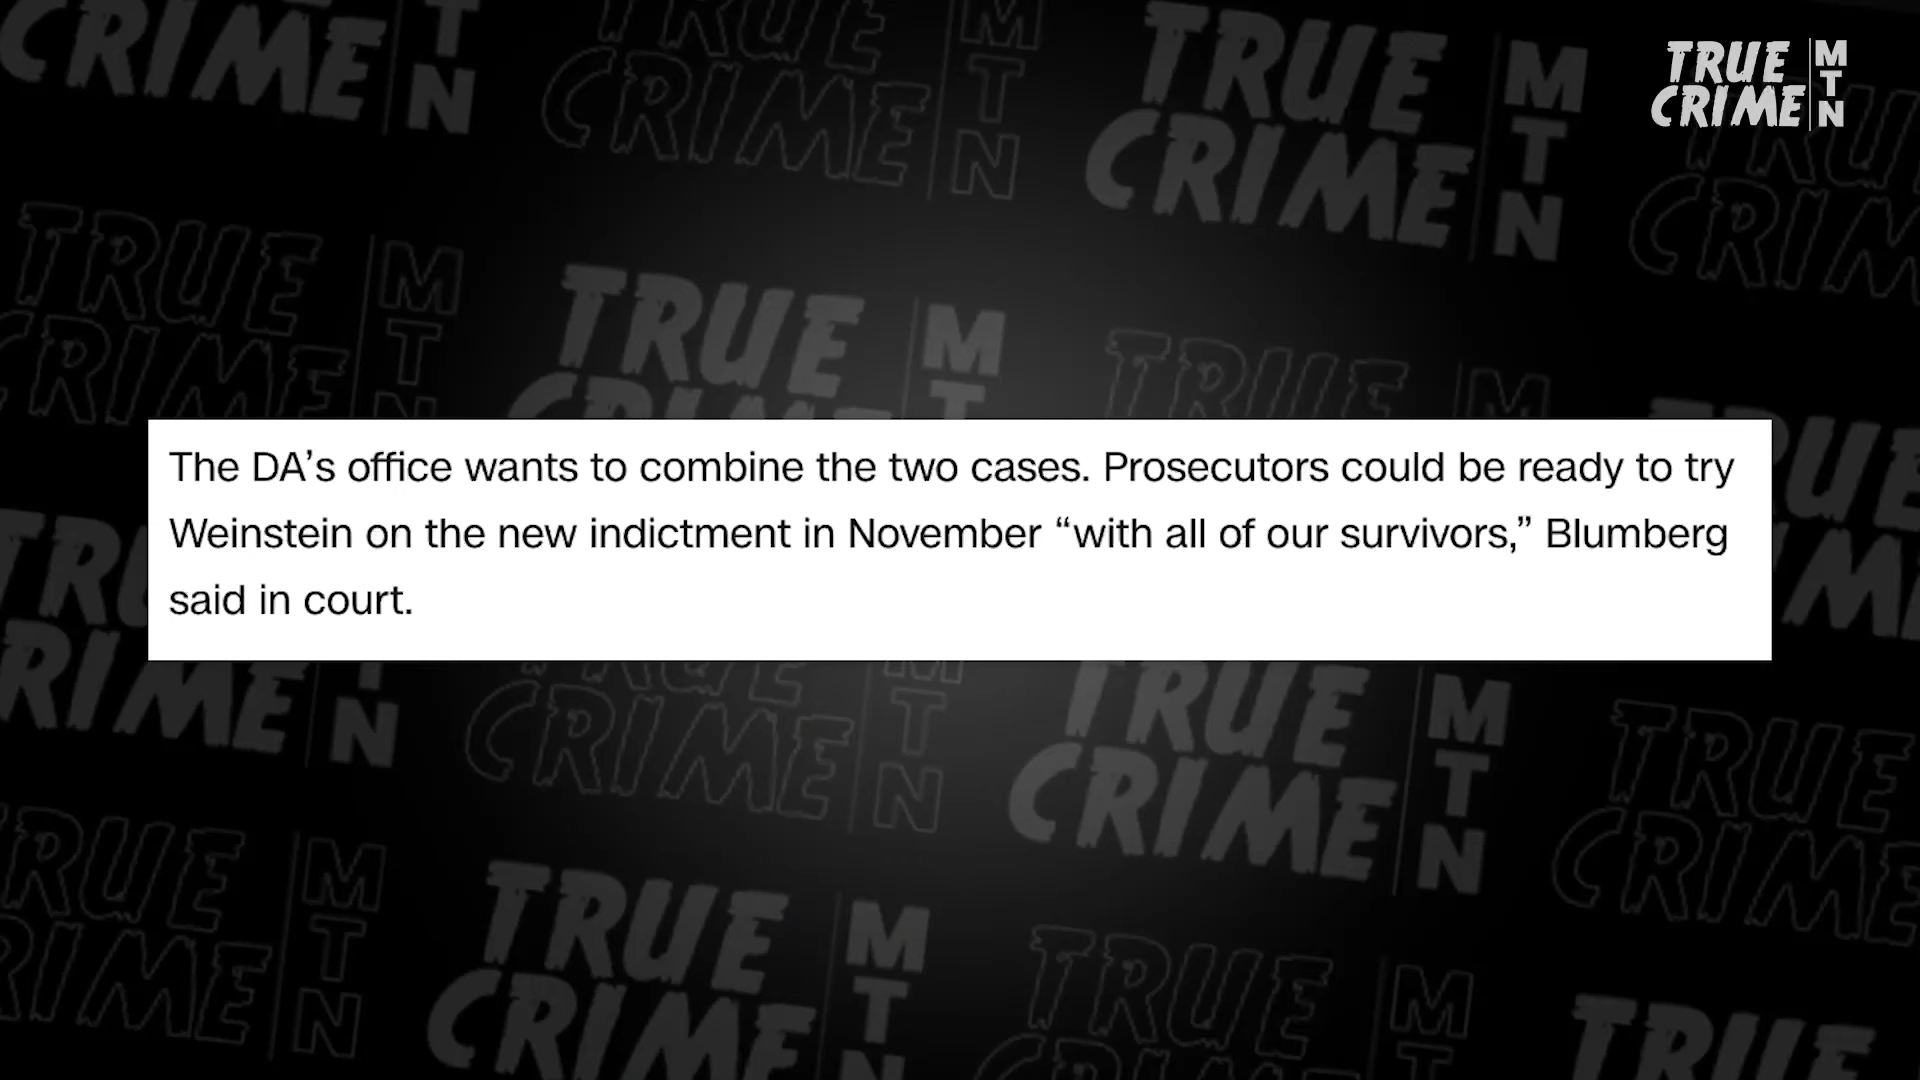 TRUE
CRIME
MTN
The DA’s office wants to combine the two cases. Prosecutors could be ready to try
Weinstein on the new indictment in November “with all of our survivors,” Blumberg
said in court.